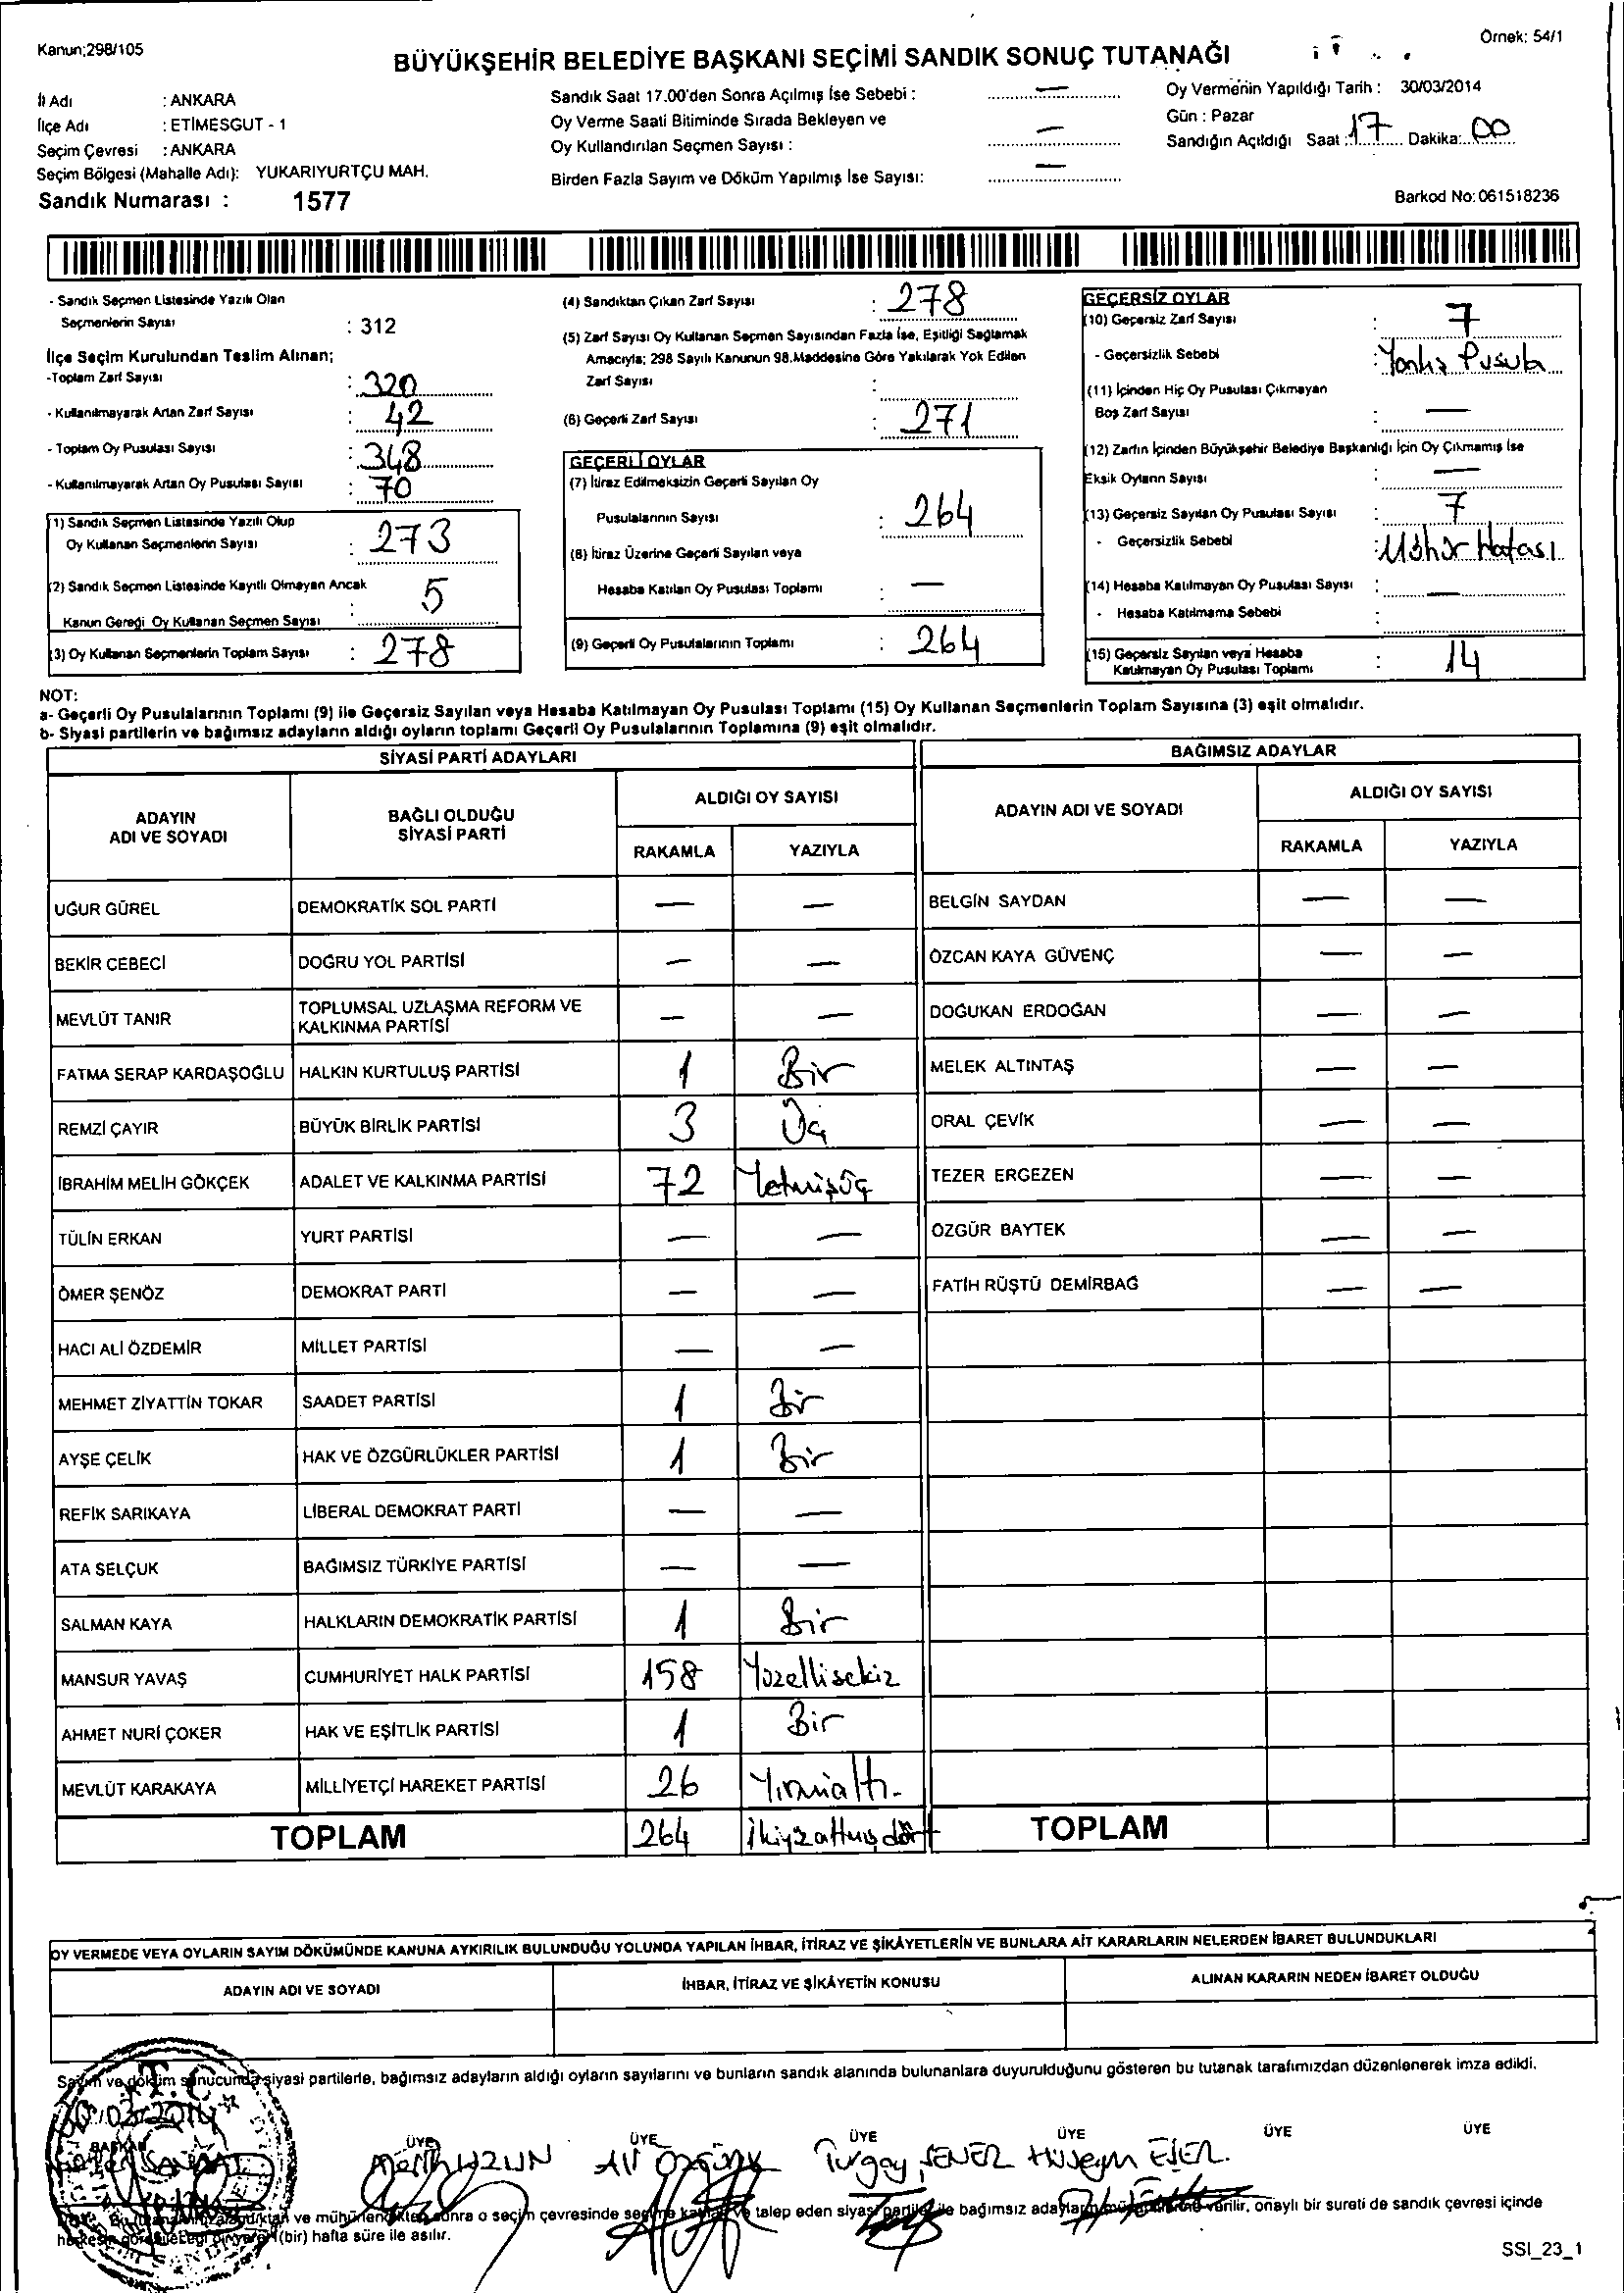 Kanun;298/105
Örnek: 54/1
BÜYÜKŞEHİR BELEDİYE BAŞKANI SEÇİMİ SANDIK SONUÇ TUTANAĞI
İl Adı : ANKARA
İlçe Adı : ETİMESGUT - 1
Seçim Çevresi : ANKARA
Seçim Bölgesi (Mahalle Adı): YUKARIYURTÇU MAH.
Sandık Numarası : 1577
Sandık Saat 17.00'den Sonra Açılmış İse Sebebi : —
Oy Verme Saati Bitiminde Sırada Bekleyen ve
Oy Kullandırılan Seçmen Sayısı : —
Birden Fazla Sayım ve Döküm Yapılmış İse Sayısı: —
Oy Vermenin Yapıldığı Tarih : 30/03/2014
Gün : Pazar
Sandığın Açıldığı Saat : 17 Dakika: 00
Barkod No: 061518236
- Sandık Seçmen Listesinde Yazılı Olan
Seçmenlerin Sayısı : 312
İlçe Seçim Kurulundan Teslim Alınan;
-Toplam Zarf Sayısı : 320
- Kullanılmayarak Artan Zarf Sayısı : 42
- Toplam Oy Pusulası Sayısı : 348
- Kullanılmayarak Artan Oy Pusulası Sayısı : 70
(1) Sandık Seçmen Listesinde Yazılı Olup
Oy Kullanan Seçmenlerin Sayısı : 273
(2) Sandık Seçmen Listesinde Kayıtlı Olmayan Ancak
Kanun Gereği Oy Kullanan Seçmen Sayısı : 5
(3) Oy Kullanan Seçmenlerin Toplam Sayısı : 278
(4) Sandıktan Çıkan Zarf Sayısı : 278
(5) Zarf Sayısı Oy Kullanan Seçmen Sayısından Fazla İse, Eşitliği Sağlamak
Amacıyla; 298 Sayılı Kanunun 98.Maddesine Göre Yakılarak Yok Edilen
Zarf Sayısı :
(6) Geçerli Zarf Sayısı : 271
GEÇERLİ OYLAR
(7) İtiraz Edilmeksizin Geçerli Sayılan Oy
Pusulalarının Sayısı : 264
(8) İtiraz Üzerine Geçerli Sayılan veya
Hesaba Katılan Oy Pusulası Toplamı : —
(9) Geçerli Oy Pusulalarının Toplamı : 264
GEÇERSİZ OYLAR
(10) Geçersiz Zarf Sayısı : 7
- Geçersizlik Sebebi : Yanlış Pusula
(11) İçinden Hiç Oy Pusulası Çıkmayan
Boş Zarf Sayısı : —
(12) Zarfın İçinden Büyükşehir Belediye Başkanlığı İçin Oy Çıkmamış İse
Eksik Oyların Sayısı : —
(13) Geçersiz Sayılan Oy Pusulası Sayısı : 7
- Geçersizlik Sebebi : Mühür Hatası
(14) Hesaba Katılmayan Oy Pusulası Sayısı : —
- Hesaba Katılmama Sebebi :
(15) Geçersiz Sayılan veya Hesaba
Katılmayan Oy Pusulası Toplamı : 14
NOT:
a- Geçerli Oy Pusulalarının Toplamı (9) ile Geçersiz Sayılan veya Hesaba Katılmayan Oy Pusulası Toplamı (15) Oy Kullanan Seçmenlerin Toplam Sayısına (3) eşit olmalıdır.
b- Siyasi partilerin ve bağımsız adayların aldığı oyların toplamı Geçerli Oy Pusulalarının Toplamına (9) eşit olmalıdır.
SİYASİ PARTİ ADAYLARI
ADAYIN ADI VE SOYADI BAĞLI OLDUĞU SİYASİ PARTİ ALDIĞI OY SAYISI
RAKAMLA YAZIYLA
UĞUR GÜREL DEMOKRATİK SOL PARTİ — —
BEKİR CEBECİ DOĞRU YOL PARTİSİ — —
MEVLÜT TANIR TOPLUMSAL UZLAŞMA REFORM VE KALKINMA PARTİSİ — —
FATMA SERAP KARDAŞOĞLU HALKIN KURTULUŞ PARTİSİ 1 Bir
REMZİ ÇAYIR BÜYÜK BİRLİK PARTİSİ 3 Üç
İBRAHİM MELİH GÖKÇEK ADALET VE KALKINMA PARTİSİ 72 Yetmişüç
TÜLİN ERKAN YURT PARTİSİ — —
ÖMER ŞENÖZ DEMOKRAT PARTİ — —
HACI ALİ ÖZDEMİR MİLLET PARTİSİ — —
MEHMET ZİYATTİN TOKAR SAADET PARTİSİ 1 Bir
AYŞE ÇELİK HAK VE ÖZGÜRLÜKLER PARTİSİ 1 Bir
REFİK SARIKAYA LİBERAL DEMOKRAT PARTİ — —
ATA SELÇUK BAĞIMSIZ TÜRKİYE PARTİSİ — —
SALMAN KAYA HALKLARIN DEMOKRATİK PARTİSİ 1 Bir
MANSUR YAVAŞ CUMHURİYET HALK PARTİSİ 158 Yüzellisekiz
AHMET NURİ ÇOKER HAK VE EŞİTLİK PARTİSİ 1 Bir
MEVLÜT KARAKAYA MİLLİYETÇİ HAREKET PARTİSİ 26 Yirmialtı.
TOPLAM 264 İkiyüzaltmışdört
BAĞIMSIZ ADAYLAR
ADAYIN ADI VE SOYADI ALDIĞI OY SAYISI
RAKAMLA YAZIYLA
BELGİN SAYDAN — —
ÖZCAN KAYA GÜVENÇ — —
DOĞUKAN ERDOĞAN — —
MELEK ALTINTAŞ — —
ORAL ÇEVİK — —
TEZER ERGEZEN — —
ÖZGÜR BAYTEK — —
FATİH RÜŞTÜ DEMİRBAĞ — —
TOPLAM
OY VERMEDE VEYA OYLARIN SAYIM DÖKÜMÜNDE KANUNA AYKIRILIK BULUNDUĞU YOLUNDA YAPILAN İHBAR, İTİRAZ VE ŞİKÂYETLERİN VE BUNLARA AİT KARARLARIN NELERDEN İBARET BULUNDUKLARI
ADAYIN ADI VE SOYADI İHBAR, İTİRAZ VE ŞİKÂYETİN KONUSU ALINAN KARARIN NEDEN İBARET OLDUĞU
Sayım ve döküm sonucunda siyasi partilerle, bağımsız adayların aldığı oyların sayılarını ve bunların sandık alanında bulunanlara duyurulduğunu gösteren bu tutanak tarafımızdan düzenlenerek imza edildi.
T.C
30.03.2014
BAŞKAN ÜYE ÜYE ÜYE ÜYE ÜYE ÜYE
UZUN Ali Turgay ŞENER Hüseyin
ve mühürlendikten sonra o seçim çevresinde seçime katılan ve talep eden siyasi partiler ile bağımsız adayların verilir, onaylı bir sureti de sandık çevresi içinde
(bir) hafta süre ile asılır.
SSI_23_1